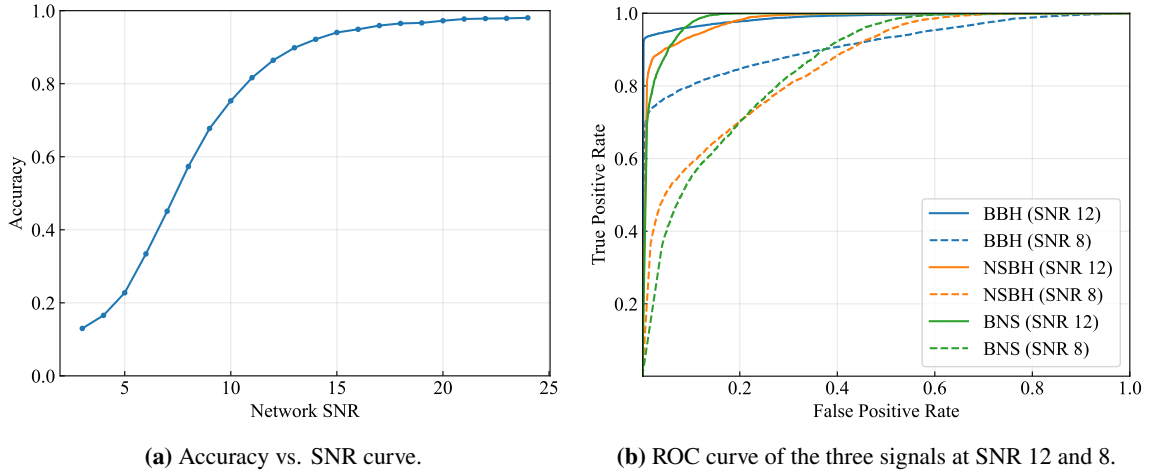 1.0
0.8
0.6
0.4
0.2
0.0
Accuracy
5 10 15 20 25
Network SNR
(a) Accuracy vs. SNR curve.
1.0
0.8
0.6
0.4
0.2
True Positive Rate
BBH (SNR 12)
BBH (SNR 8)
NSBH (SNR 12)
NSBH (SNR 8)
BNS (SNR 12)
BNS (SNR 8)
0.2 0.4 0.6 0.8 1.0
False Positive Rate
(b) ROC curve of the three signals at SNR 12 and 8.